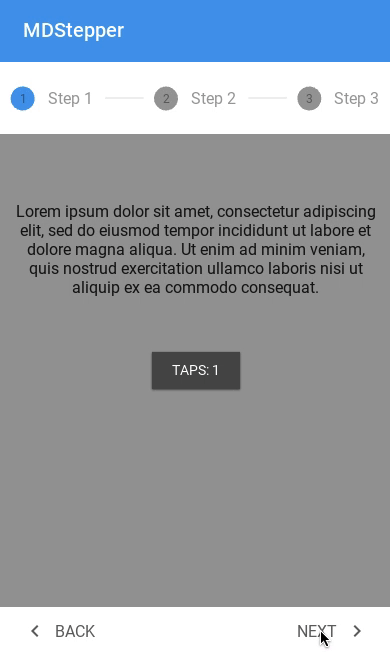 MDStepper
1 Step 1 2 Step 2 3 Step 3
Lorem ipsum dolor sit amet, consectetur adipiscing
elit, sed do eiusmod tempor incididunt ut labore et
dolore magna aliqua. Ut enim ad minim veniam,
quis nostrud exercitation ullamco laboris nisi ut
aliquip ex ea commodo consequat.
TAPS: 1
BACK NEXT